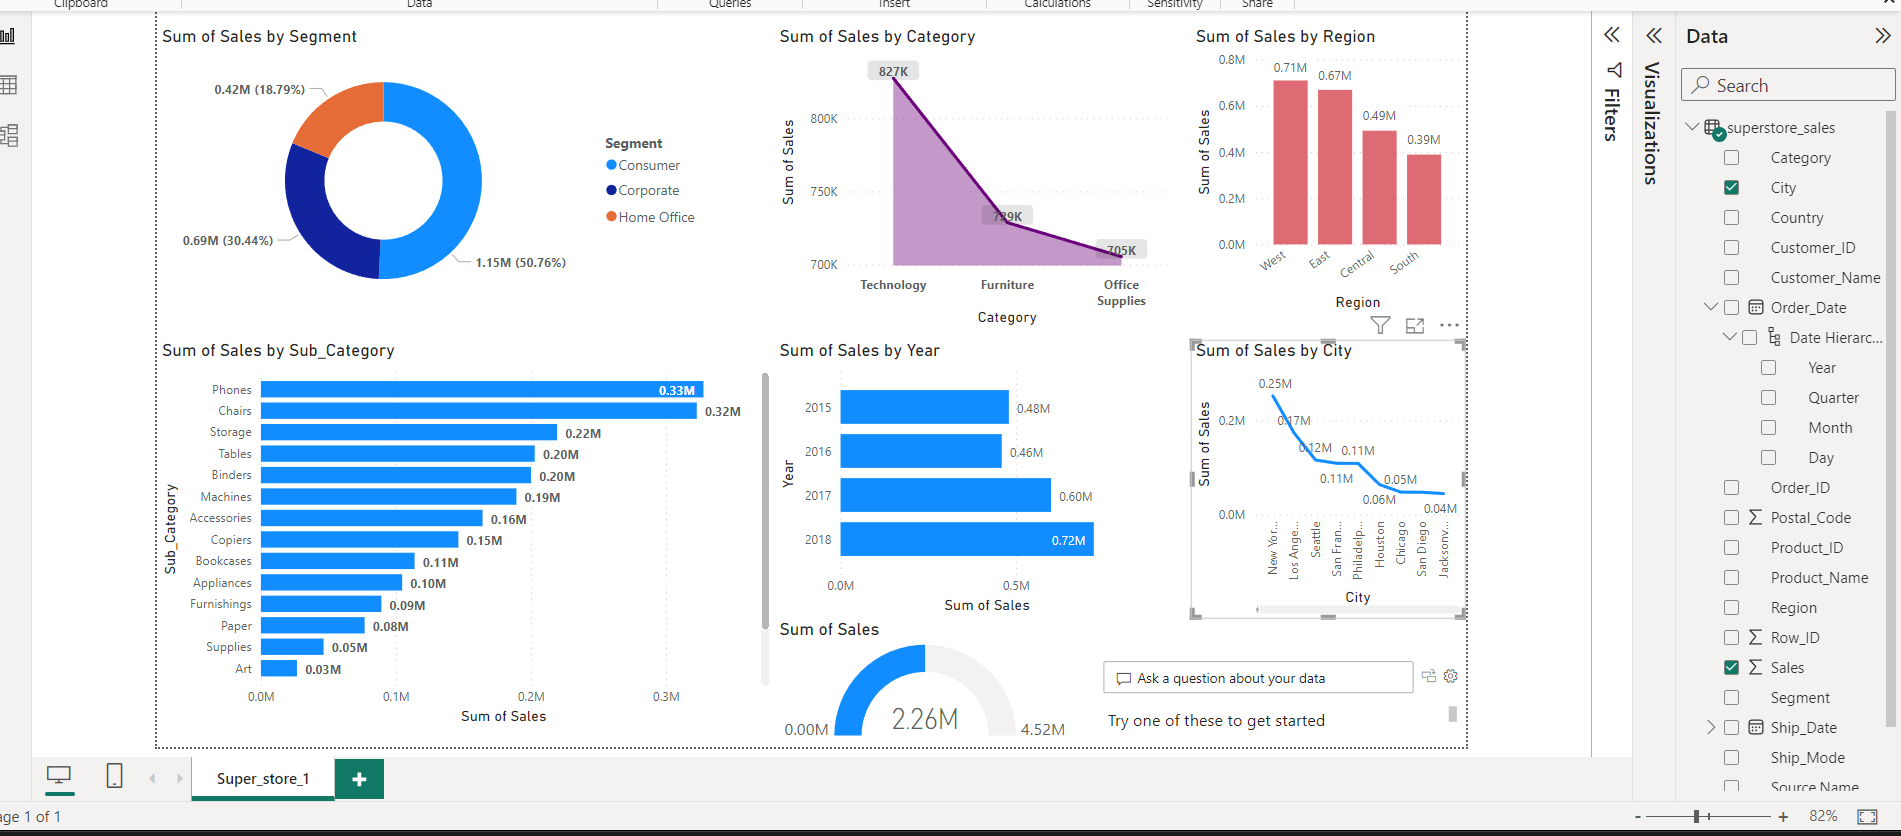 Clipboard
Data
Queries
Insert
Calculations
Sensitivity
Share
Sum of Sales by Segment
0.42M (18.79%)
0.69M (30.44%)
1.15M (50.76%)
Segment
Consumer
Corporate
Home Office
Sum of Sales by Category
Sum of Sales
800K
750K
700K
827K
729K
705K
Technology
Furniture
Office
Supplies
Category
Sum of Sales by Region
Sum of Sales
0.8M
0.6M
0.4M
0.2M
0.0M
0.71M
0.67M
0.49M
0.39M
West
East
Central
South
Region
Sum of Sales by Sub_Category
Sub_Category
Phones 0.33M
Chairs 0.32M
Storage 0.22M
Tables 0.20M
Binders 0.20M
Machines 0.19M
Accessories 0.16M
Copiers 0.15M
Bookcases 0.11M
Appliances 0.10M
Furnishings 0.09M
Paper 0.08M
Supplies 0.05M
Art 0.03M
0.0M 0.1M 0.2M 0.3M
Sum of Sales
Sum of Sales by Year
Year
2015 0.48M
2016 0.46M
2017 0.60M
2018 0.72M
0.0M 0.5M
Sum of Sales
Sum of Sales by City
Sum of Sales
0.2M
0.0M
0.25M
0.17M
0.12M
0.11M
0.11M
0.06M
0.05M
0.04M
New Yor...
Los Ange...
Seattle
San Fran...
Philadelp...
Houston
Chicago
San Diego
Jacksonv...
City
Sum of Sales
0.00M
2.26M
4.52M
Ask a question about your data
Try one of these to get started
Filters
Visualizations
Data
Search
superstore_sales
Category
City
Country
Customer_ID
Customer_Name
Order_Date
Date Hierarc...
Year
Quarter
Month
Day
Order_ID
Postal_Code
Product_ID
Product_Name
Region
Row_ID
Sales
Segment
Ship_Date
Ship_Mode
Source.Name
Super_store_1
+
age 1 of 1
- + 82%